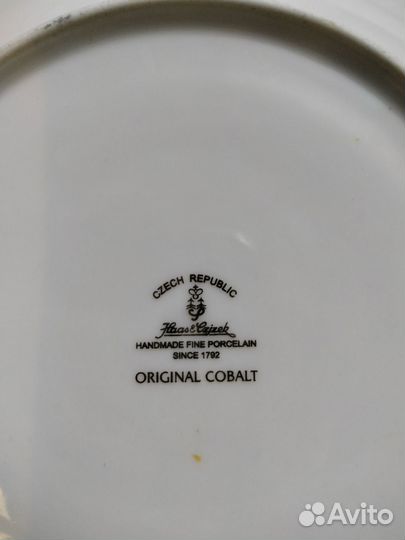 CZECH REPUBLIC
Haas & Czjzek
HANDMADE FINE PORCELAIN
SINCE 1792
ORIGINAL COBALT
Avito